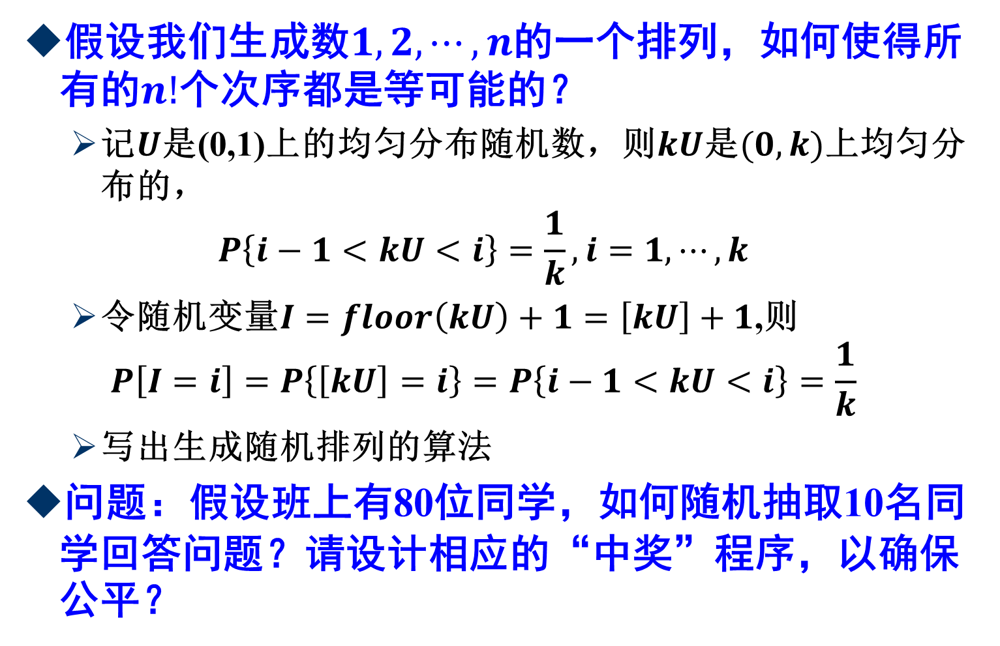 ◆假设我们生成数1, 2, ⋯ , n的一个排列，如何使得所
有的n!个次序都是等可能的？
➢记U是(0,1)上的均匀分布随机数，则kU是(0, k)上均匀分
布的，
P{i − 1 < kU < i} = 1/k, i = 1, ⋯ , k
➢令随机变量I = floor(kU) + 1 = [kU] + 1,则
P[I = i] = P{[kU] = i} = P{i − 1 < kU < i} = 1/k
➢写出生成随机排列的算法
◆问题：假设班上有80位同学，如何随机抽取10名同
学回答问题？请设计相应的“中奖”程序，以确保
公平？